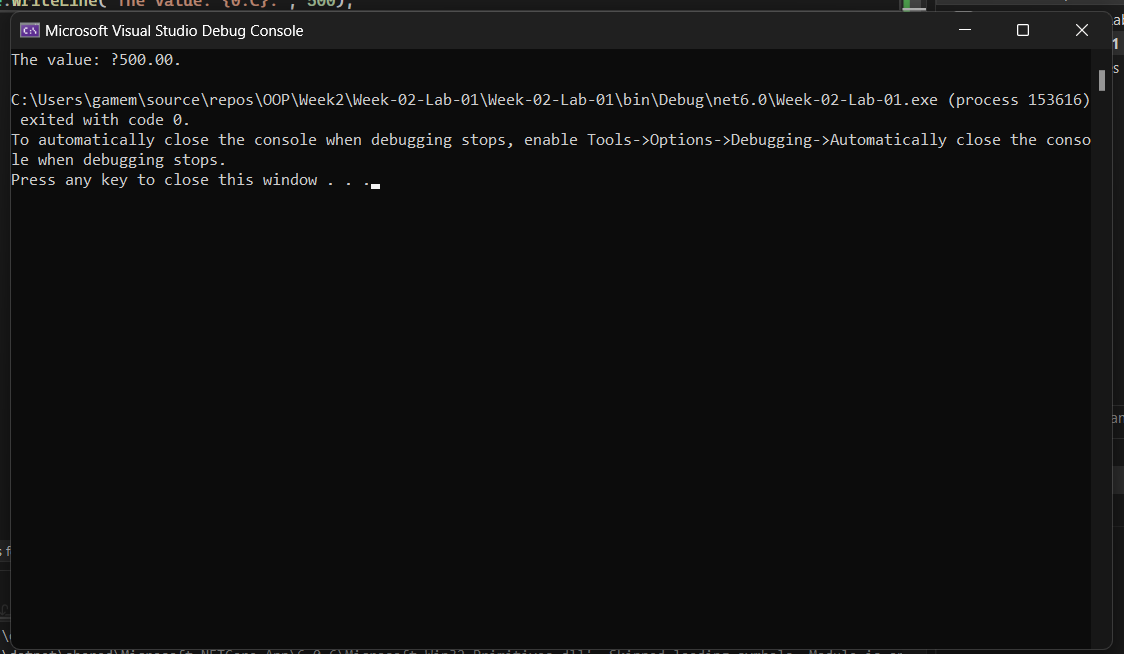 .WriteLine("The value: {0:C}.", 500);
Microsoft Visual Studio Debug Console
The value: ?500.00.
C:\Users\gamem\source\repos\OOP\Week2\Week-02-Lab-01\Week-02-Lab-01\bin\Debug\net6.0\Week-02-Lab-01.exe (process 153616)
 exited with code 0.
To automatically close the console when debugging stops, enable Tools->Options->Debugging->Automatically close the conso
le when debugging stops.
Press any key to close this window . . .